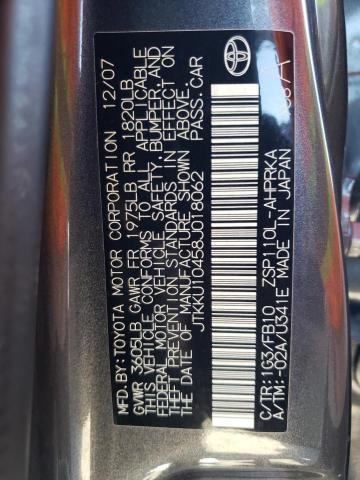 MFD. BY: TOYOTA MOTOR CORPORATION 12/07
GVWR 3605LB GAWR FR 1975LB RR 1820LB
THIS VEHICLE CONFORMS TO ALL APPLICABLE
FEDERAL MOTOR VEHICLE SAFETY, BUMPER, AND
THEFT PREVENTION STANDARDS IN EFFECT ON
THE DATE OF MANUFACTURE SHOWN ABOVE.
JTKKU10458J018062 PASS.CAR
C/TR:1G3/FB10 ZSP110L-AHPRKA
A/TM:-02A/U341E MADE IN JAPAN
TOYOTA